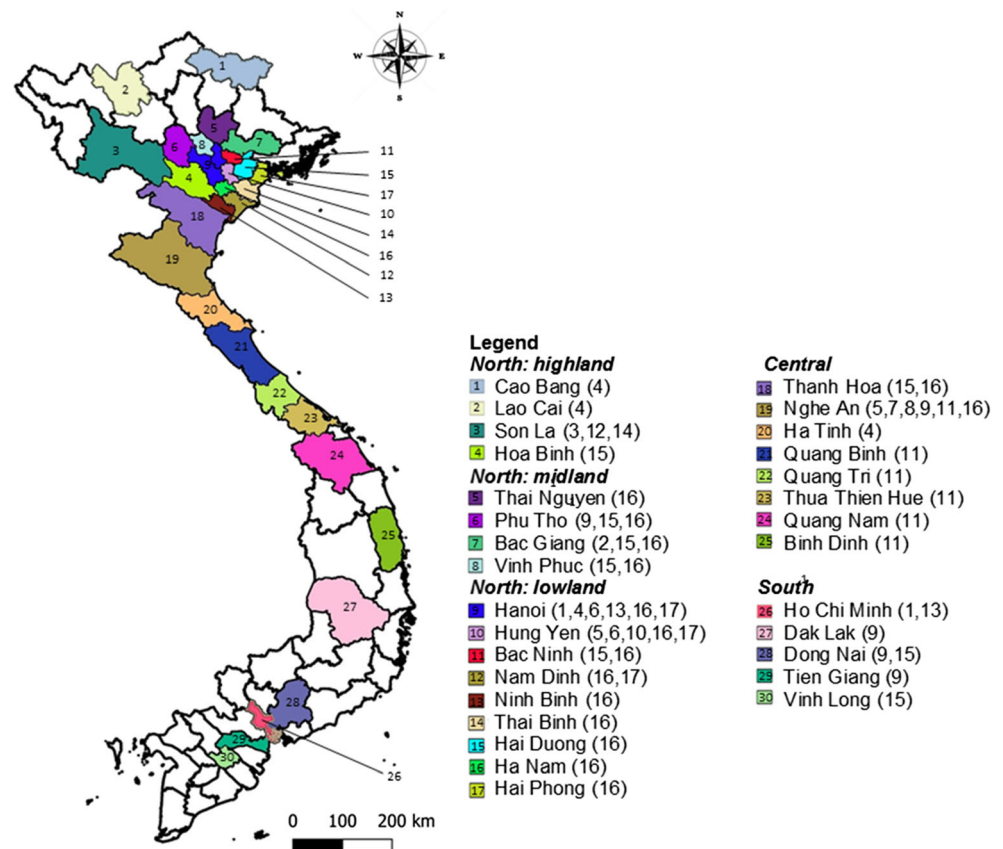 N
W E
S
1
2
3
4
5
6
7
8
9
18
19
20
21
22
23
24
25
27
28
29
30
11
15
17
10
14
16
12
13
26
0 100 200 km
Legend
North: highland
1 Cao Bang (4)
2 Lao Cai (4)
3 Son La (3,12,14)
4 Hoa Binh (15)
North: midland
5 Thai Nguyen (16)
6 Phu Tho (9,15,16)
7 Bac Giang (2,15,16)
8 Vinh Phuc (15,16)
North: lowland
9 Hanoi (1,4,6,13,16,17)
10 Hung Yen (5,6,10,16,17)
11 Bac Ninh (15,16)
12 Nam Dinh (16,17)
13 Ninh Binh (16)
14 Thai Binh (16)
15 Hai Duong (16)
16 Ha Nam (16)
17 Hai Phong (16)
Central
18 Thanh Hoa (15,16)
19 Nghe An (5,7,8,9,11,16)
20 Ha Tinh (4)
21 Quang Binh (11)
22 Quang Tri (11)
23 Thua Thien Hue (11)
24 Quang Nam (11)
25 Binh Dinh (11)
South
26 Ho Chi Minh (1,13)
27 Dak Lak (9)
28 Dong Nai (9,15)
29 Tien Giang (9)
30 Vinh Long (15)